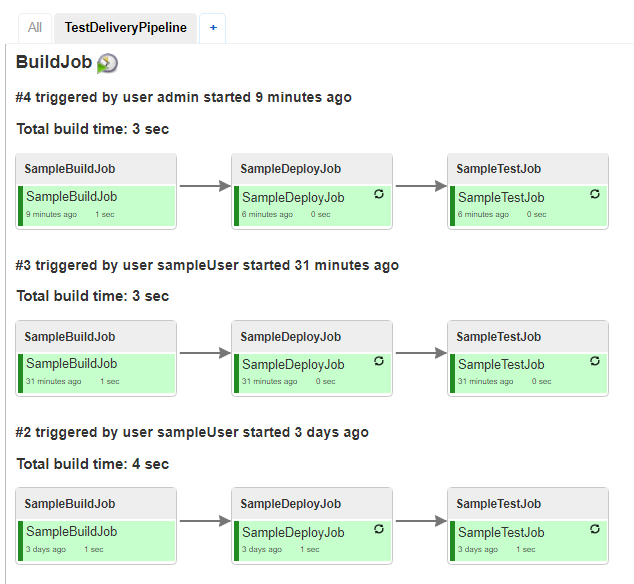 All TestDeliveryPipeline +
BuildJob
#4 triggered by user admin started 9 minutes ago
Total build time: 3 sec
SampleBuildJob SampleDeployJob SampleTestJob
SampleBuildJob SampleDeployJob SampleTestJob
9 minutes ago 1 sec 6 minutes ago 0 sec 6 minutes ago 0 sec
#3 triggered by user sampleUser started 31 minutes ago
Total build time: 3 sec
SampleBuildJob SampleDeployJob SampleTestJob
SampleBuildJob SampleDeployJob SampleTestJob
31 minutes ago 1 sec 31 minutes ago 0 sec 31 minutes ago 0 sec
#2 triggered by user sampleUser started 3 days ago
Total build time: 4 sec
SampleBuildJob SampleDeployJob SampleTestJob
SampleBuildJob SampleDeployJob SampleTestJob
3 days ago 1 sec 3 days ago 1 sec 3 days ago 1 sec